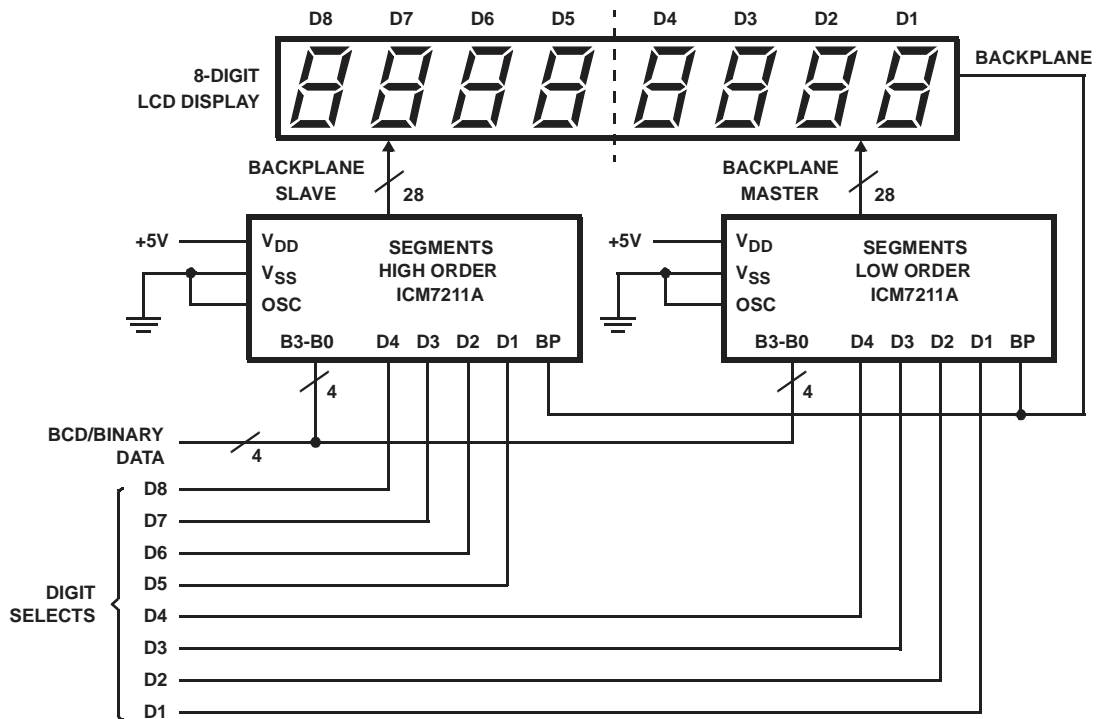 D8 D7 D6 D5 D4 D3 D2 D1
BACKPLANE
8-DIGIT
LCD DISPLAY
BACKPLANE
SLAVE
28
BACKPLANE
MASTER
28
+5V
VDD
VSS
OSC
SEGMENTS
HIGH ORDER
ICM7211A
B3-B0 D4 D3 D2 D1 BP
4
+5V
VDD
VSS
OSC
SEGMENTS
LOW ORDER
ICM7211A
B3-B0 D4 D3 D2 D1 BP
4
BCD/BINARY
DATA
4
DIGIT
SELECTS
D8
D7
D6
D5
D4
D3
D2
D1